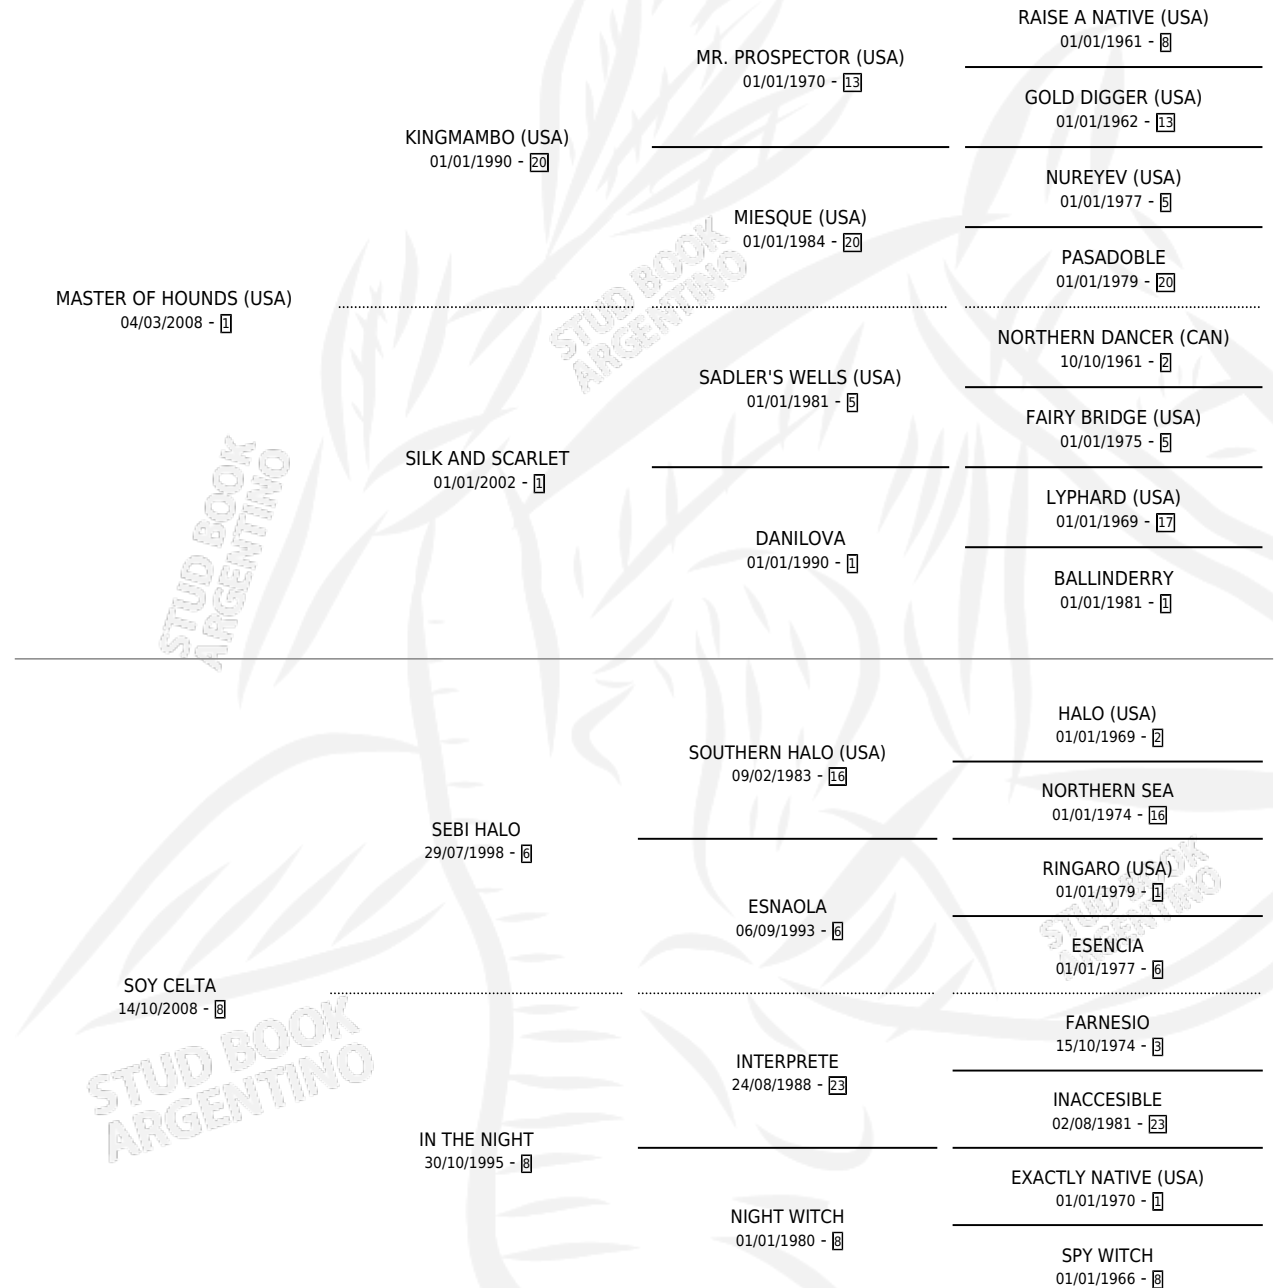 RAISE A NATIVE (USA)
01/01/1961 - 8
MR. PROSPECTOR (USA)
01/01/1970 - 13
GOLD DIGGER (USA)
01/01/1962 - 13
KINGMAMBO (USA)
01/01/1990 - 20
NUREYEV (USA)
01/01/1977 - 5
MIESQUE (USA)
01/01/1984 - 20
PASADOBLE
01/01/1979 - 20
MASTER OF HOUNDS (USA)
04/03/2008 - 1
NORTHERN DANCER (CAN)
10/10/1961 - 2
SADLER'S WELLS (USA)
01/01/1981 - 5
FAIRY BRIDGE (USA)
01/01/1975 - 5
SILK AND SCARLET
01/01/2002 - 1
LYPHARD (USA)
01/01/1969 - 17
DANILOVA
01/01/1990 - 1
BALLINDERRY
01/01/1981 - 1
HALO (USA)
01/01/1969 - 2
SOUTHERN HALO (USA)
09/02/1983 - 16
NORTHERN SEA
01/01/1974 - 16
SEBI HALO
29/07/1998 - 6
RINGARO (USA)
01/01/1979 - 1
ESNAOLA
06/09/1993 - 6
ESENCIA
01/01/1977 - 6
SOY CELTA
14/10/2008 - 8
FARNESIO
15/10/1974 - 3
INTERPRETE
24/08/1988 - 23
INACCESIBLE
02/08/1981 - 23
IN THE NIGHT
30/10/1995 - 8
EXACTLY NATIVE (USA)
01/01/1970 - 1
NIGHT WITCH
01/01/1980 - 8
SPY WITCH
01/01/1966 - 8
STUD BOOK
ARGENTINO
STUD BOOK
ARGENTINO
STUD BOOK
ARGENTINO
STUD BOOK
ARGENTINO